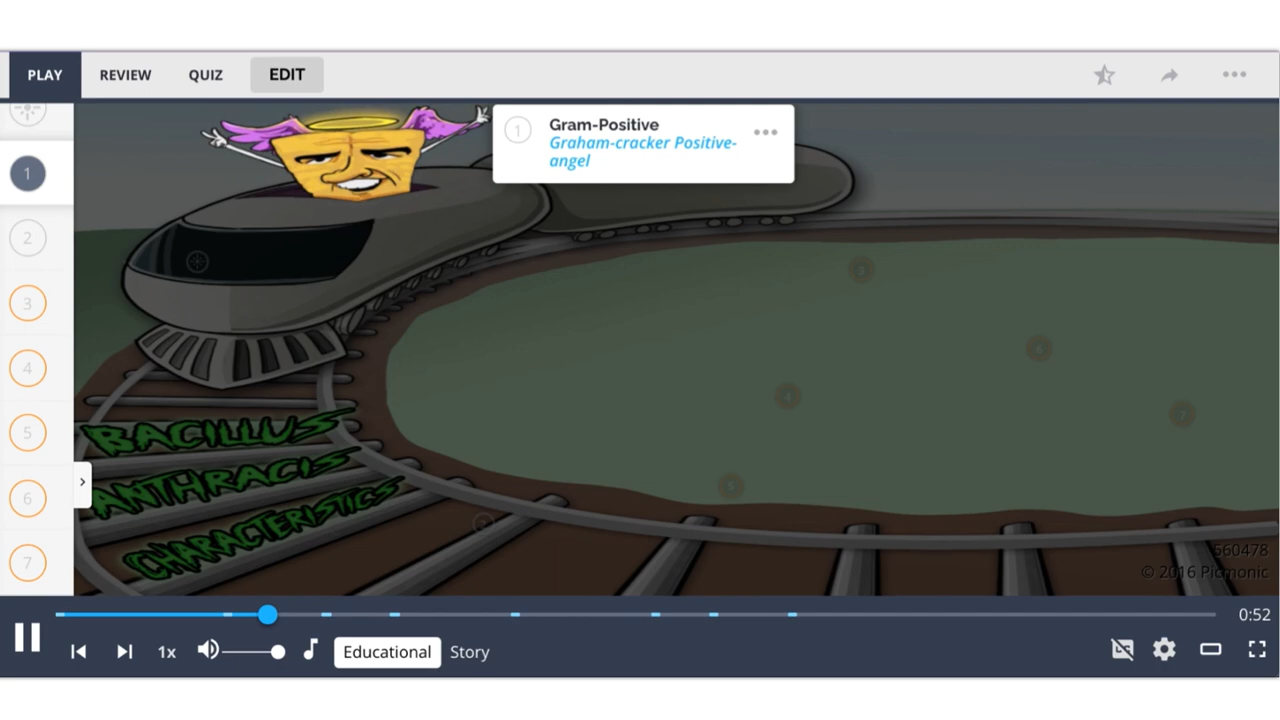 PLAY REVIEW QUIZ EDIT
1 Gram-Positive
Graham-cracker Positive-
angel
1
2
3
4
5
6
7
BACILLUS
ANTHRACIS
CHARACTERISTICS
560478
© 2016 Picmonic
0:52
1x Educational Story